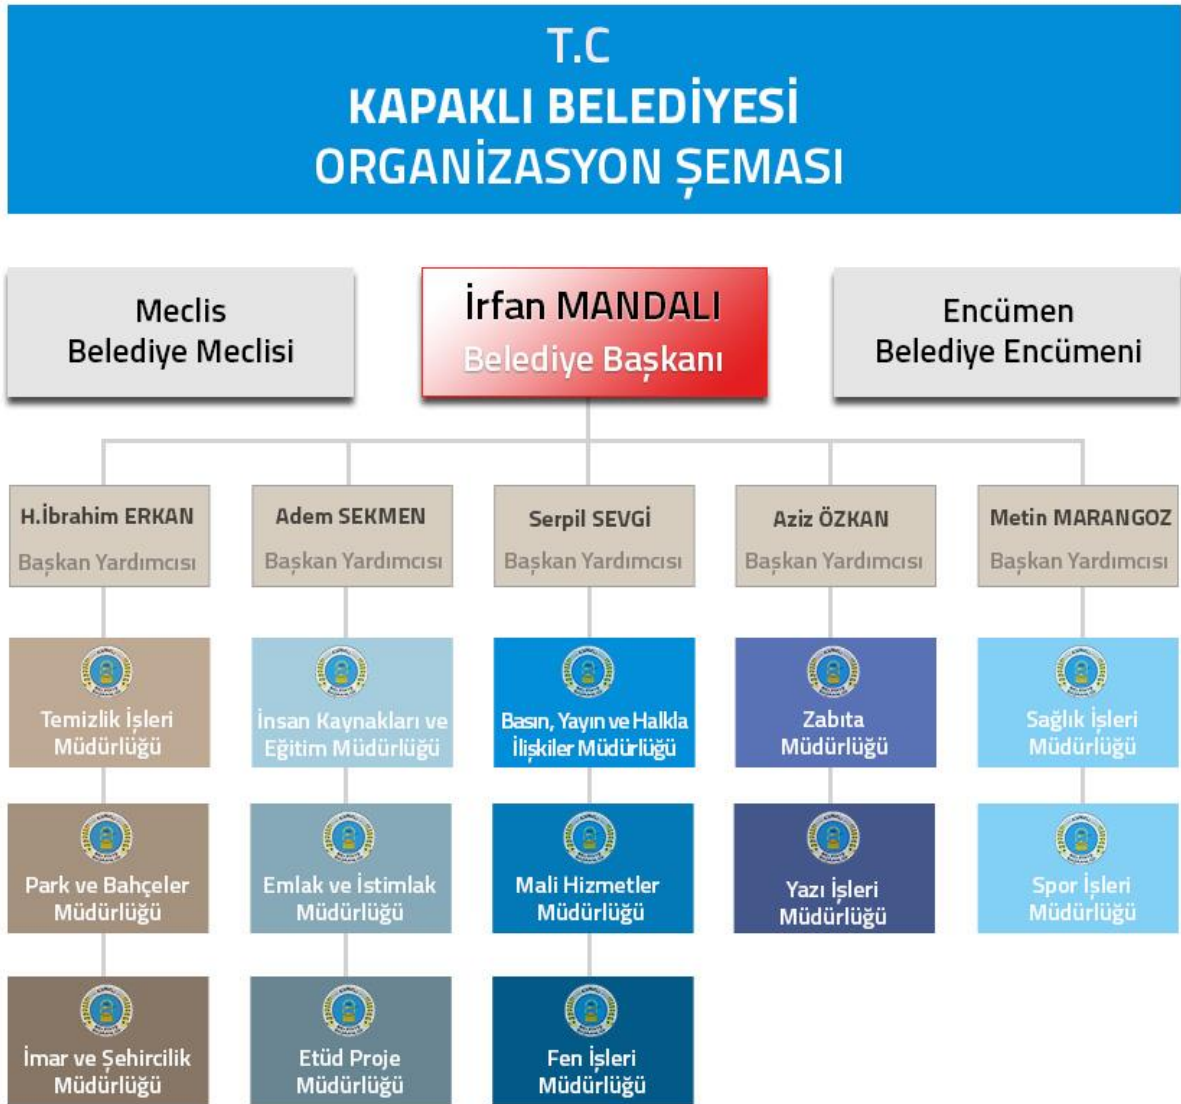 T.C
KAPAKLI BELEDİYESİ
ORGANİZASYON ŞEMASI
Meclis
Belediye Meclisi
İrfan MANDALI
Belediye Başkanı
Encümen
Belediye Encümeni
H.İbrahim ERKAN
Başkan Yardımcısı
Adem SEKMEN
Başkan Yardımcısı
Serpil SEVGİ
Başkan Yardımcısı
Aziz ÖZKAN
Başkan Yardımcısı
Metin MARANGOZ
Başkan Yardımcısı
Temizlik İşleri
Müdürlüğü
İnsan Kaynakları ve
Eğitim Müdürlüğü
Basın, Yayın ve Halkla
İlişkiler Müdürlüğü
Zabıta
Müdürlüğü
Sağlık İşleri
Müdürlüğü
Park ve Bahçeler
Müdürlüğü
Emlak ve İstimlak
Müdürlüğü
Mali Hizmetler
Müdürlüğü
Yazı İşleri
Müdürlüğü
Spor İşleri
Müdürlüğü
İmar ve Şehircilik
Müdürlüğü
Etüd Proje
Müdürlüğü
Fen İşleri
Müdürlüğü